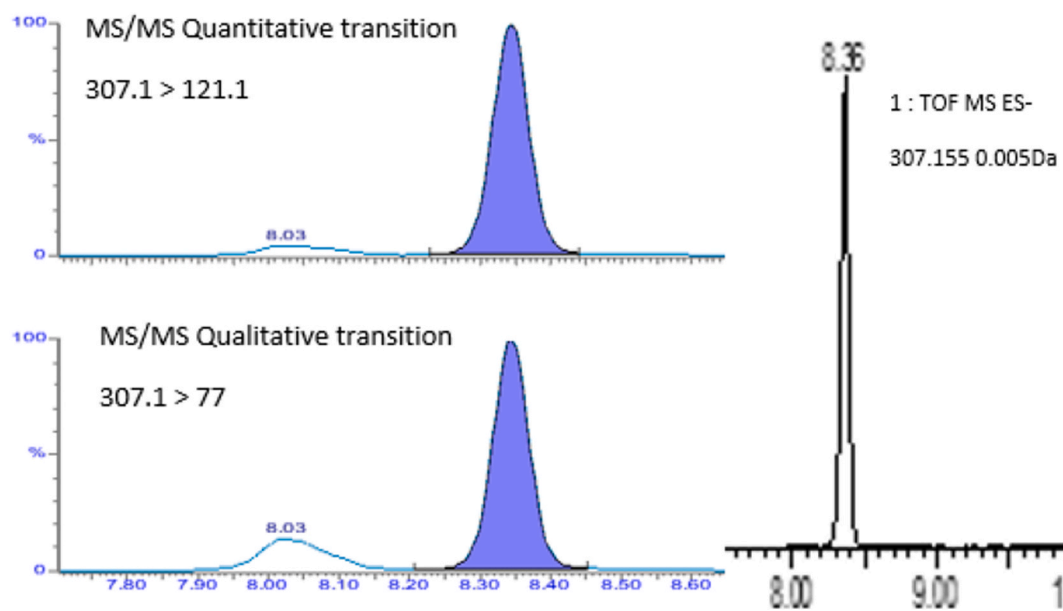 100
MS/MS Quantitative transition
307.1 > 121.1
%
8.03
0
100
MS/MS Qualitative transition
307.1 > 77
%
8.03
0
7.80 7.90 8.00 8.10 8.20 8.30 8.40 8.50 8.60
8.36
1 : TOF MS ES-
307.155 0.005Da
8.00 9.00 1